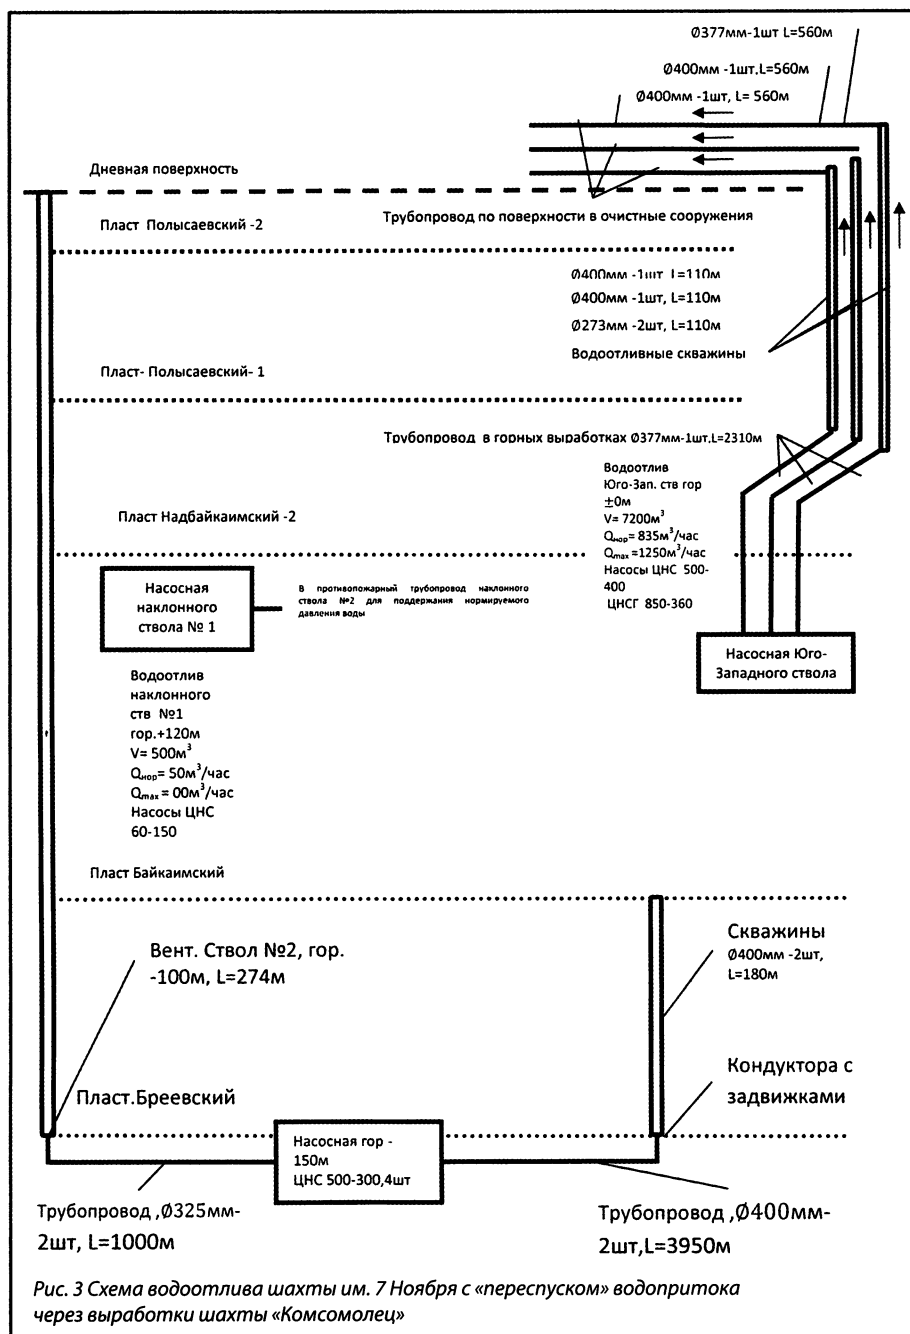 Ø377мм-1шт L=560м
Ø400мм -1шт,L=560м
Ø400мм -1шт, L= 560м
Дневная поверхность
Трубопровод по поверхности в очистные сооружения
Пласт Полысаевский -2
Ø400мм -1шт L=110м
Ø400мм -1шт, L=110м
Ø273мм -2шт, L=110м
Водоотливные скважины
Пласт- Полысаевский- 1
Трубопровод в горных выработках Ø377мм-1шт,L=2310м
Водоотлив
Юго-Зап. ств гор
±0м
V= 7200м³
Qнор= 835м³/час
Qmax =1250м³/час
Насосы ЦНС 500-
400
ЦНСГ 850-360
Пласт Надбайкаимский -2
Насосная
наклонного
ствола № 1
В противопожарный трубопровод наклонного
ствола №2 для поддержания нормируемого
давления воды
Насосная Юго-
Западного ствола
Водоотлив
наклонного
ств №1
гор.+120м
V= 500м³
Qнор= 50м³/час
Qmax = 00м³/час
Насосы ЦНС
60-150
Пласт Байкаимский
Вент. Ствол №2, гор.
-100м, L=274м
Скважины
Ø400мм -2шт,
L=180м
Кондуктора с
задвижками
Пласт.Бреевский
Насосная гор -
150м
ЦНС 500-300,4шт
Трубопровод ,Ø325мм-
2шт, L=1000м
Трубопровод ,Ø400мм-
2шт,L=3950м
Рис. 3 Схема водоотлива шахты им. 7 Ноября с «переспуском» водопритока
через выработки шахты «Комсомолец»